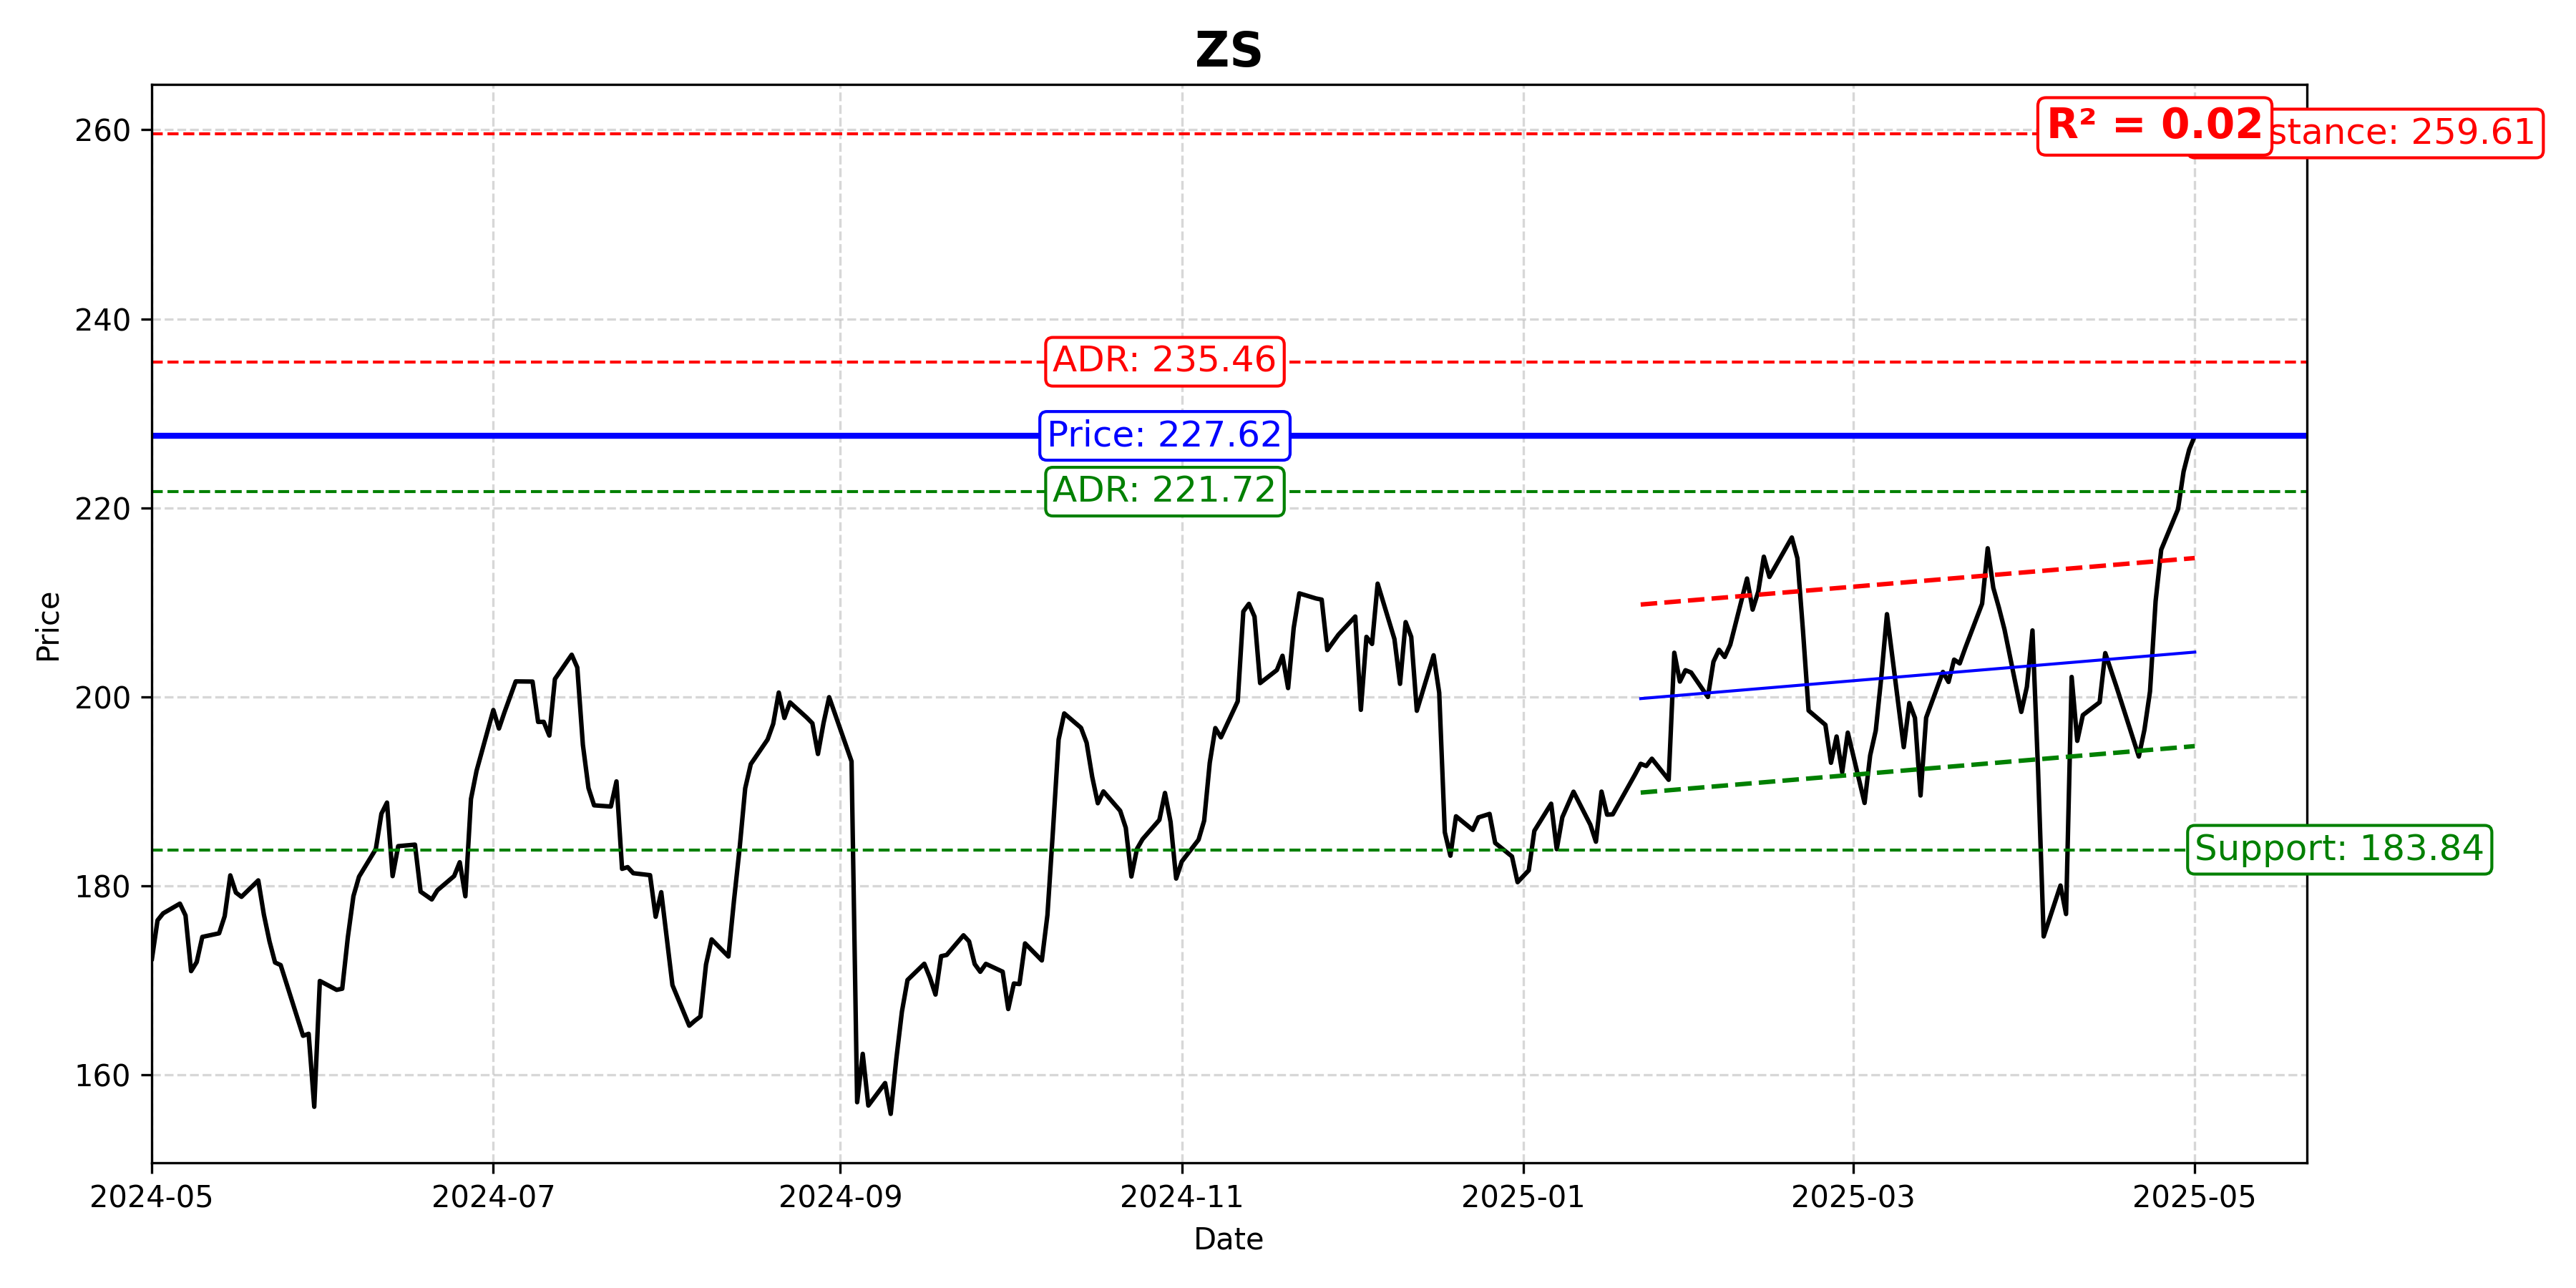 ZS
R² = 0.02
stance: 259.61
ADR: 235.46
Price: 227.62
ADR: 221.72
Support: 183.84
Price
260
240
220
200
180
160
2024-05
2024-07
2024-09
2024-11
2025-01
2025-03
2025-05
Date